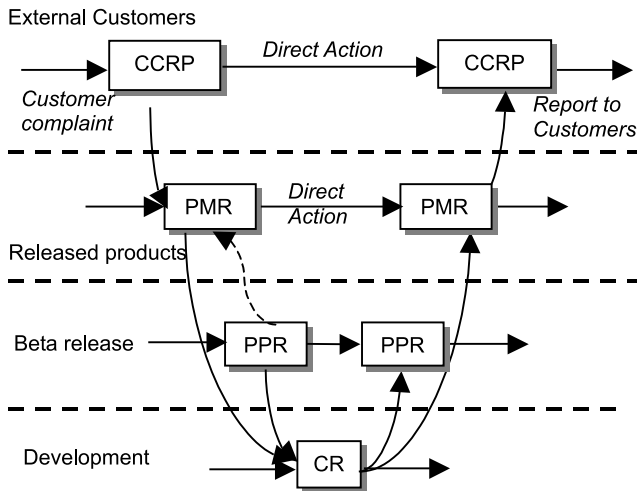 External Customers
CCRP
Direct Action
CCRP
Customer
complaint
Report to
Customers
PMR
Direct
Action
PMR
Released products
Beta release
PPR
PPR
Development
CR